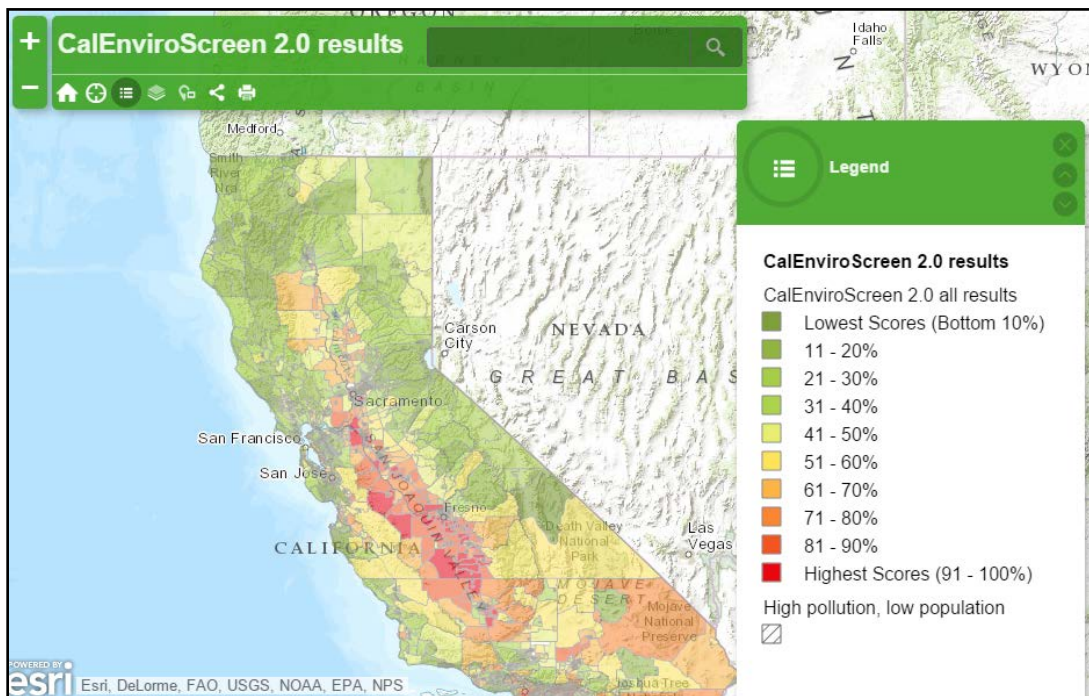 OREGON
+ CalEnviroScreen 2.0 results
−
Idaho
Falls
WYO
Medford
Smith
River
Nra
Legend
CalEnviroScreen 2.0 results
CalEnviroScreen 2.0 all results
Lowest Scores (Bottom 10%)
11 - 20%
21 - 30%
31 - 40%
41 - 50%
51 - 60%
61 - 70%
71 - 80%
81 - 90%
Highest Scores (91 - 100%)
High pollution, low population
Carson
City
NEVADA
GREAT BAS
Sacramento
San Francisco
San Jose
SAN JOAQUIN VALLEY
Fresno
CALIFORNIA
Death Valley
National
Park
Las
Vegas
MOJAVE
DESERT
Mojave
National
Preserve
Joshua Tree
POWERED BY
esri
Esri, DeLorme, FAO, USGS, NOAA, EPA, NPS